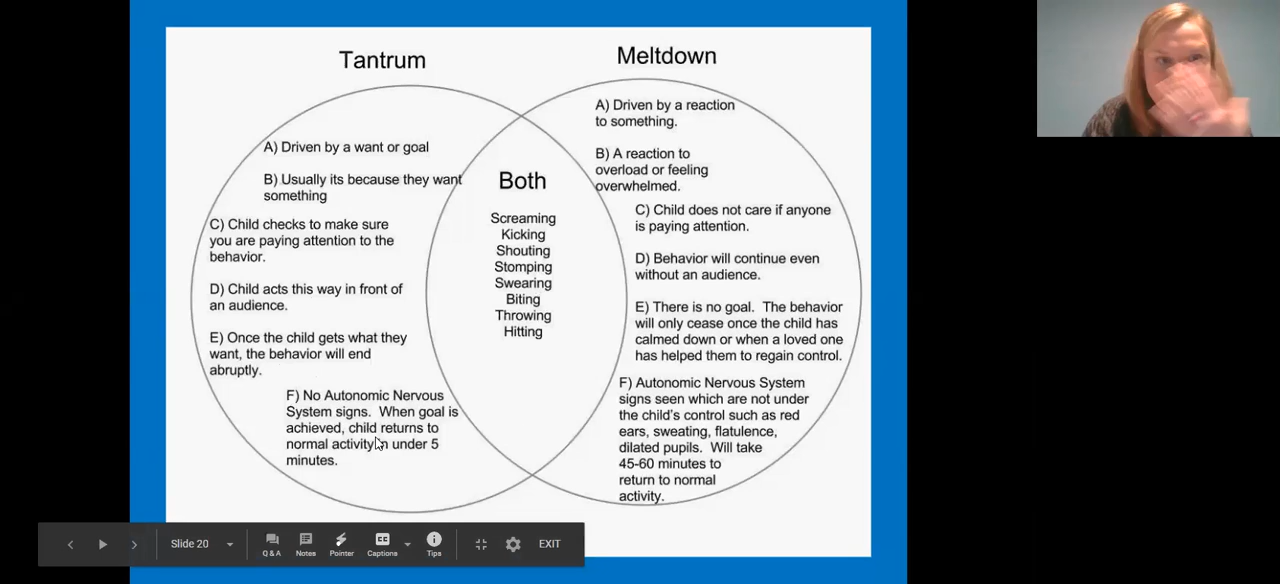 Tantrum
Meltdown
A) Driven by a want or goal
B) Usually its because they want
something
C) Child checks to make sure
you are paying attention to the
behavior.
D) Child acts this way in front of
an audience.
E) Once the child gets what they
want, the behavior will end
abruptly.
F) No Autonomic Nervous
System signs. When goal is
achieved, child returns to
normal activity in under 5
minutes.
Both
Screaming
Kicking
Shouting
Stomping
Swearing
Biting
Throwing
Hitting
A) Driven by a reaction
to something.
B) A reaction to
overload or feeling
overwhelmed.
C) Child does not care if anyone
is paying attention.
D) Behavior will continue even
without an audience.
E) There is no goal. The behavior
will only cease once the child has
calmed down or when a loved one
has helped them to regain control.
F) Autonomic Nervous System
signs seen which are not under
the child's control such as red
ears, sweating, flatulence,
dilated pupils. Will take
45-60 minutes to
return to normal
activity.
Slide 20
Q & A
Notes
Pointer
Captions
Tips
EXIT